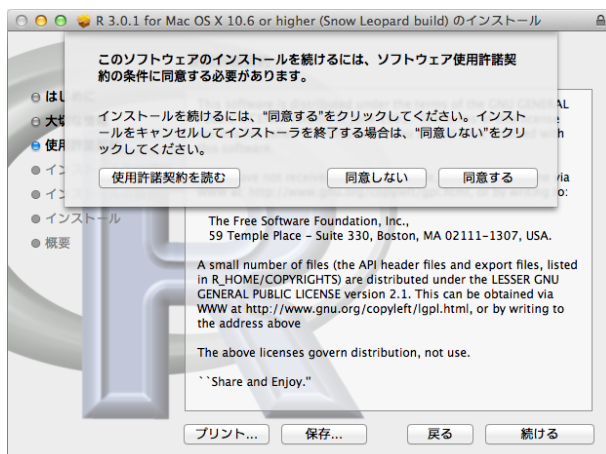 R 3.0.1 for Mac OS X 10.6 or higher (Snow Leopard build) のインストール
このソフトウェアのインストールを続けるには、ソフトウェア使用許諾契
約の条件に同意する必要があります。
インストールを続けるには、“同意する”をクリックしてください。インスト
ールをキャンセルしてインストーラを終了する場合は、“同意しない”をクリ
ックしてください。
使用許諾契約を読む
同意しない
同意する
はじめに
大切な情報
使用許諾
インストール
概要
The Free Software Foundation, Inc.,
59 Temple Place – Suite 330, Boston, MA 02111-1307, USA.
A small number of files (the API header files and export files, listed
in R_HOME/COPYRIGHTS) are distributed under the LESSER GNU
GENERAL PUBLIC LICENSE version 2.1. This can be obtained via
WWW at http://www.gnu.org/copyleft/lgpl.html, or by writing to
the address above
The above licenses govern distribution, not use.
``Share and Enjoy."
プリント...
保存...
戻る
続ける